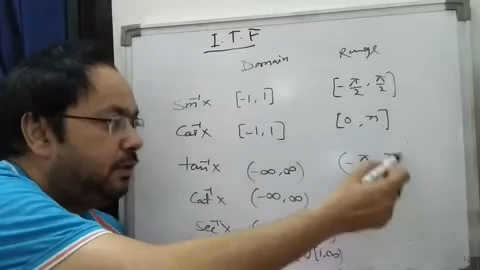 I.T.F
Domain Range
Sin⁻¹x [-1, 1] [-π/2, π/2]
Cos⁻¹x [-1, 1] [0, π]
tan⁻¹x (-∞, ∞) (-π
Cot⁻¹x (-∞, ∞)
Sec⁻¹x (
(1, ∞)